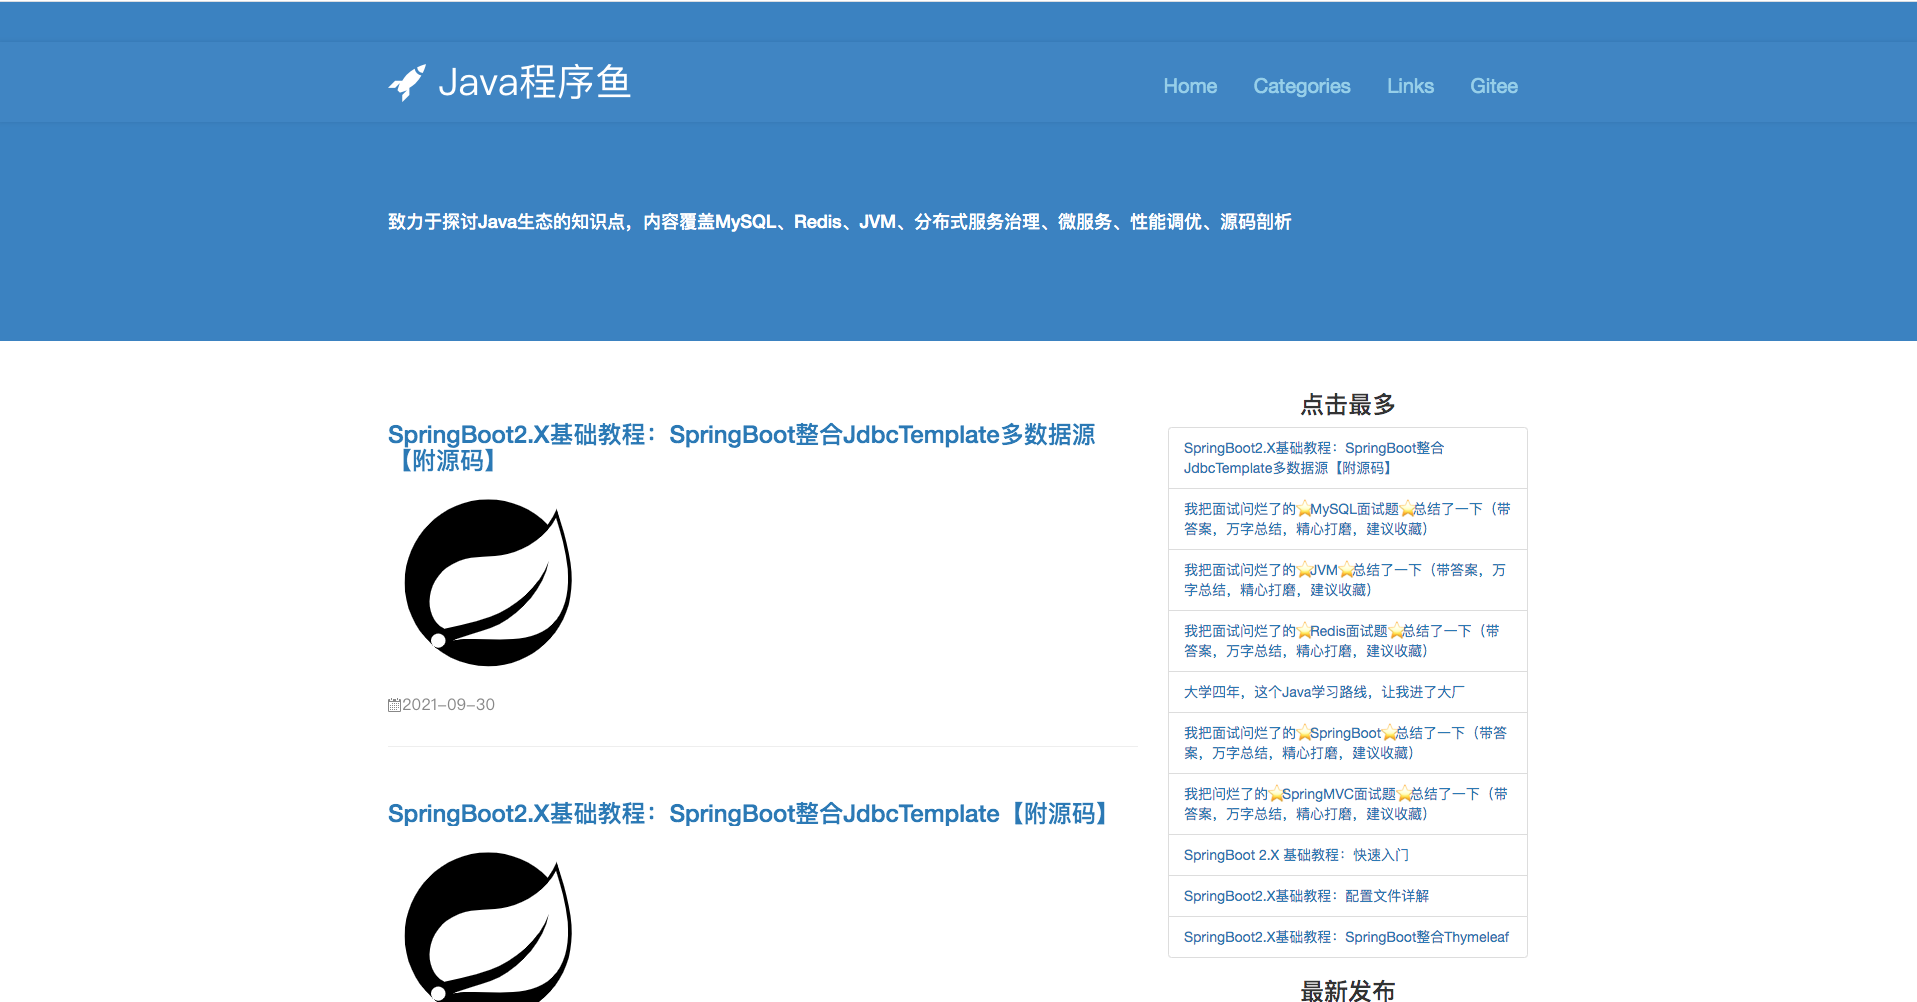 Java程序鱼
Home Categories Links Gitee
致力于探讨Java生态的知识点，内容覆盖MySQL、Redis、JVM、分布式服务治理、微服务、性能调优、源码剖析
SpringBoot2.X基础教程：SpringBoot整合JdbcTemplate多数据源
【附源码】
2021-09-30
SpringBoot2.X基础教程：SpringBoot整合JdbcTemplate【附源码】
点击最多
SpringBoot2.X基础教程：SpringBoot整合
JdbcTemplate多数据源【附源码】
我把面试问烂了的⭐MySQL面试题⭐总结了一下（带
答案，万字总结，精心打磨，建议收藏）
我把面试问烂了的⭐JVM⭐总结了一下（带答案，万
字总结，精心打磨，建议收藏）
我把面试问烂了的⭐Redis面试题⭐总结了一下（带
答案，万字总结，精心打磨，建议收藏）
大学四年，这个Java学习路线，让我进了大厂
我把面试问烂了的⭐SpringBoot⭐总结了一下（带答
案，万字总结，精心打磨，建议收藏）
我把问烂了的⭐SpringMVC面试题⭐总结了一下（带
答案，万字总结，精心打磨，建议收藏）
SpringBoot 2.X 基础教程：快速入门
SpringBoot2.X基础教程：配置文件详解
SpringBoot2.X基础教程：SpringBoot整合Thymeleaf
最新发布